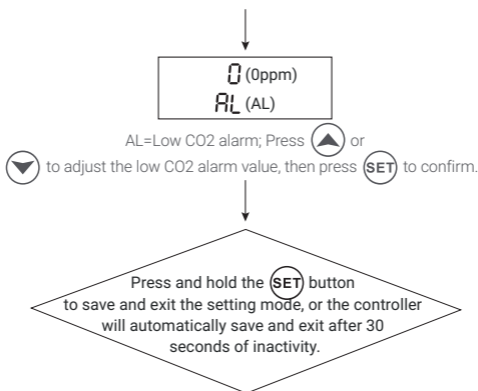 0 (0ppm)
AL (AL)
AL=Low CO2 alarm; Press or
to adjust the low CO2 alarm value, then press SET to confirm.
Press and hold the SET button
to save and exit the setting mode, or the controller
will automatically save and exit after 30
seconds of inactivity.